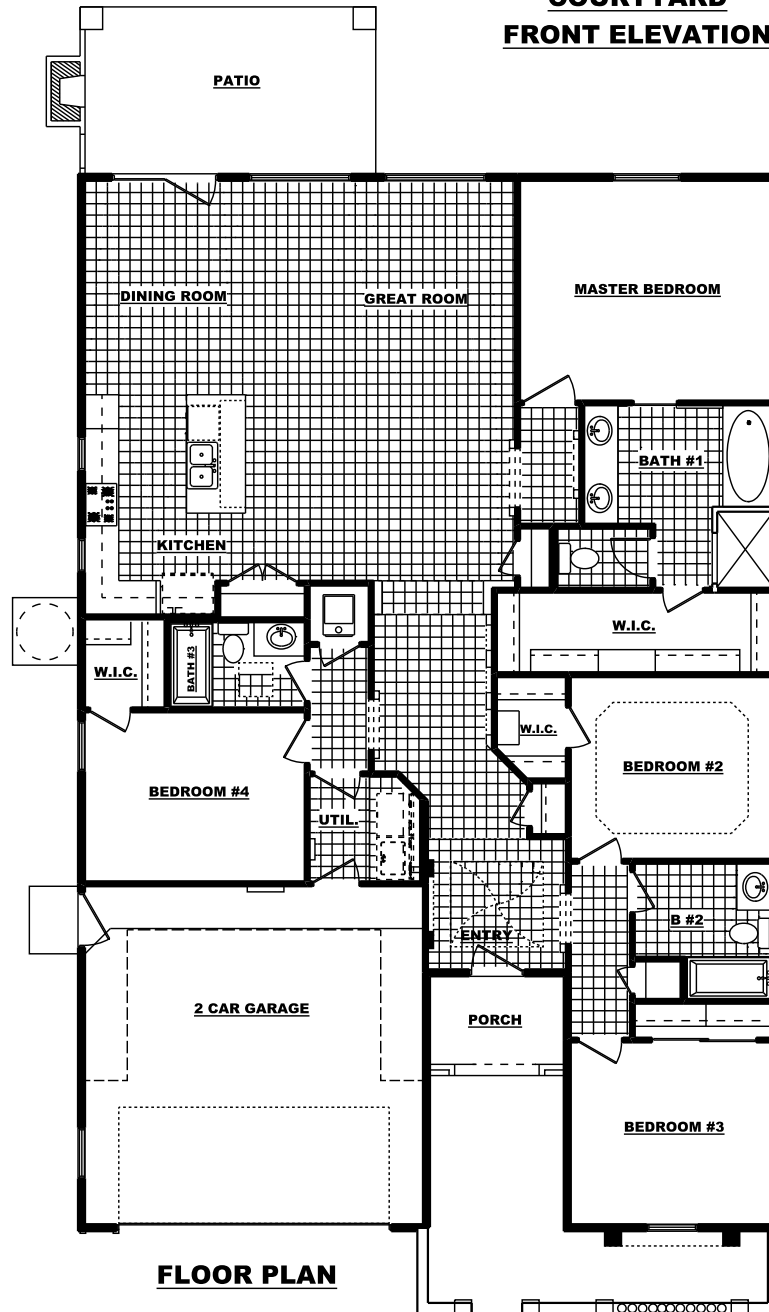 COURTYARD
FRONT ELEVATION
PATIO
DINING ROOM
GREAT ROOM
MASTER BEDROOM
BATH #1
KITCHEN
W.I.C.
BATH #3
W.I.C.
W.I.C.
BEDROOM #2
BEDROOM #4
UTIL.
B #2
ENTRY
2 CAR GARAGE
PORCH
BEDROOM #3
FLOOR PLAN